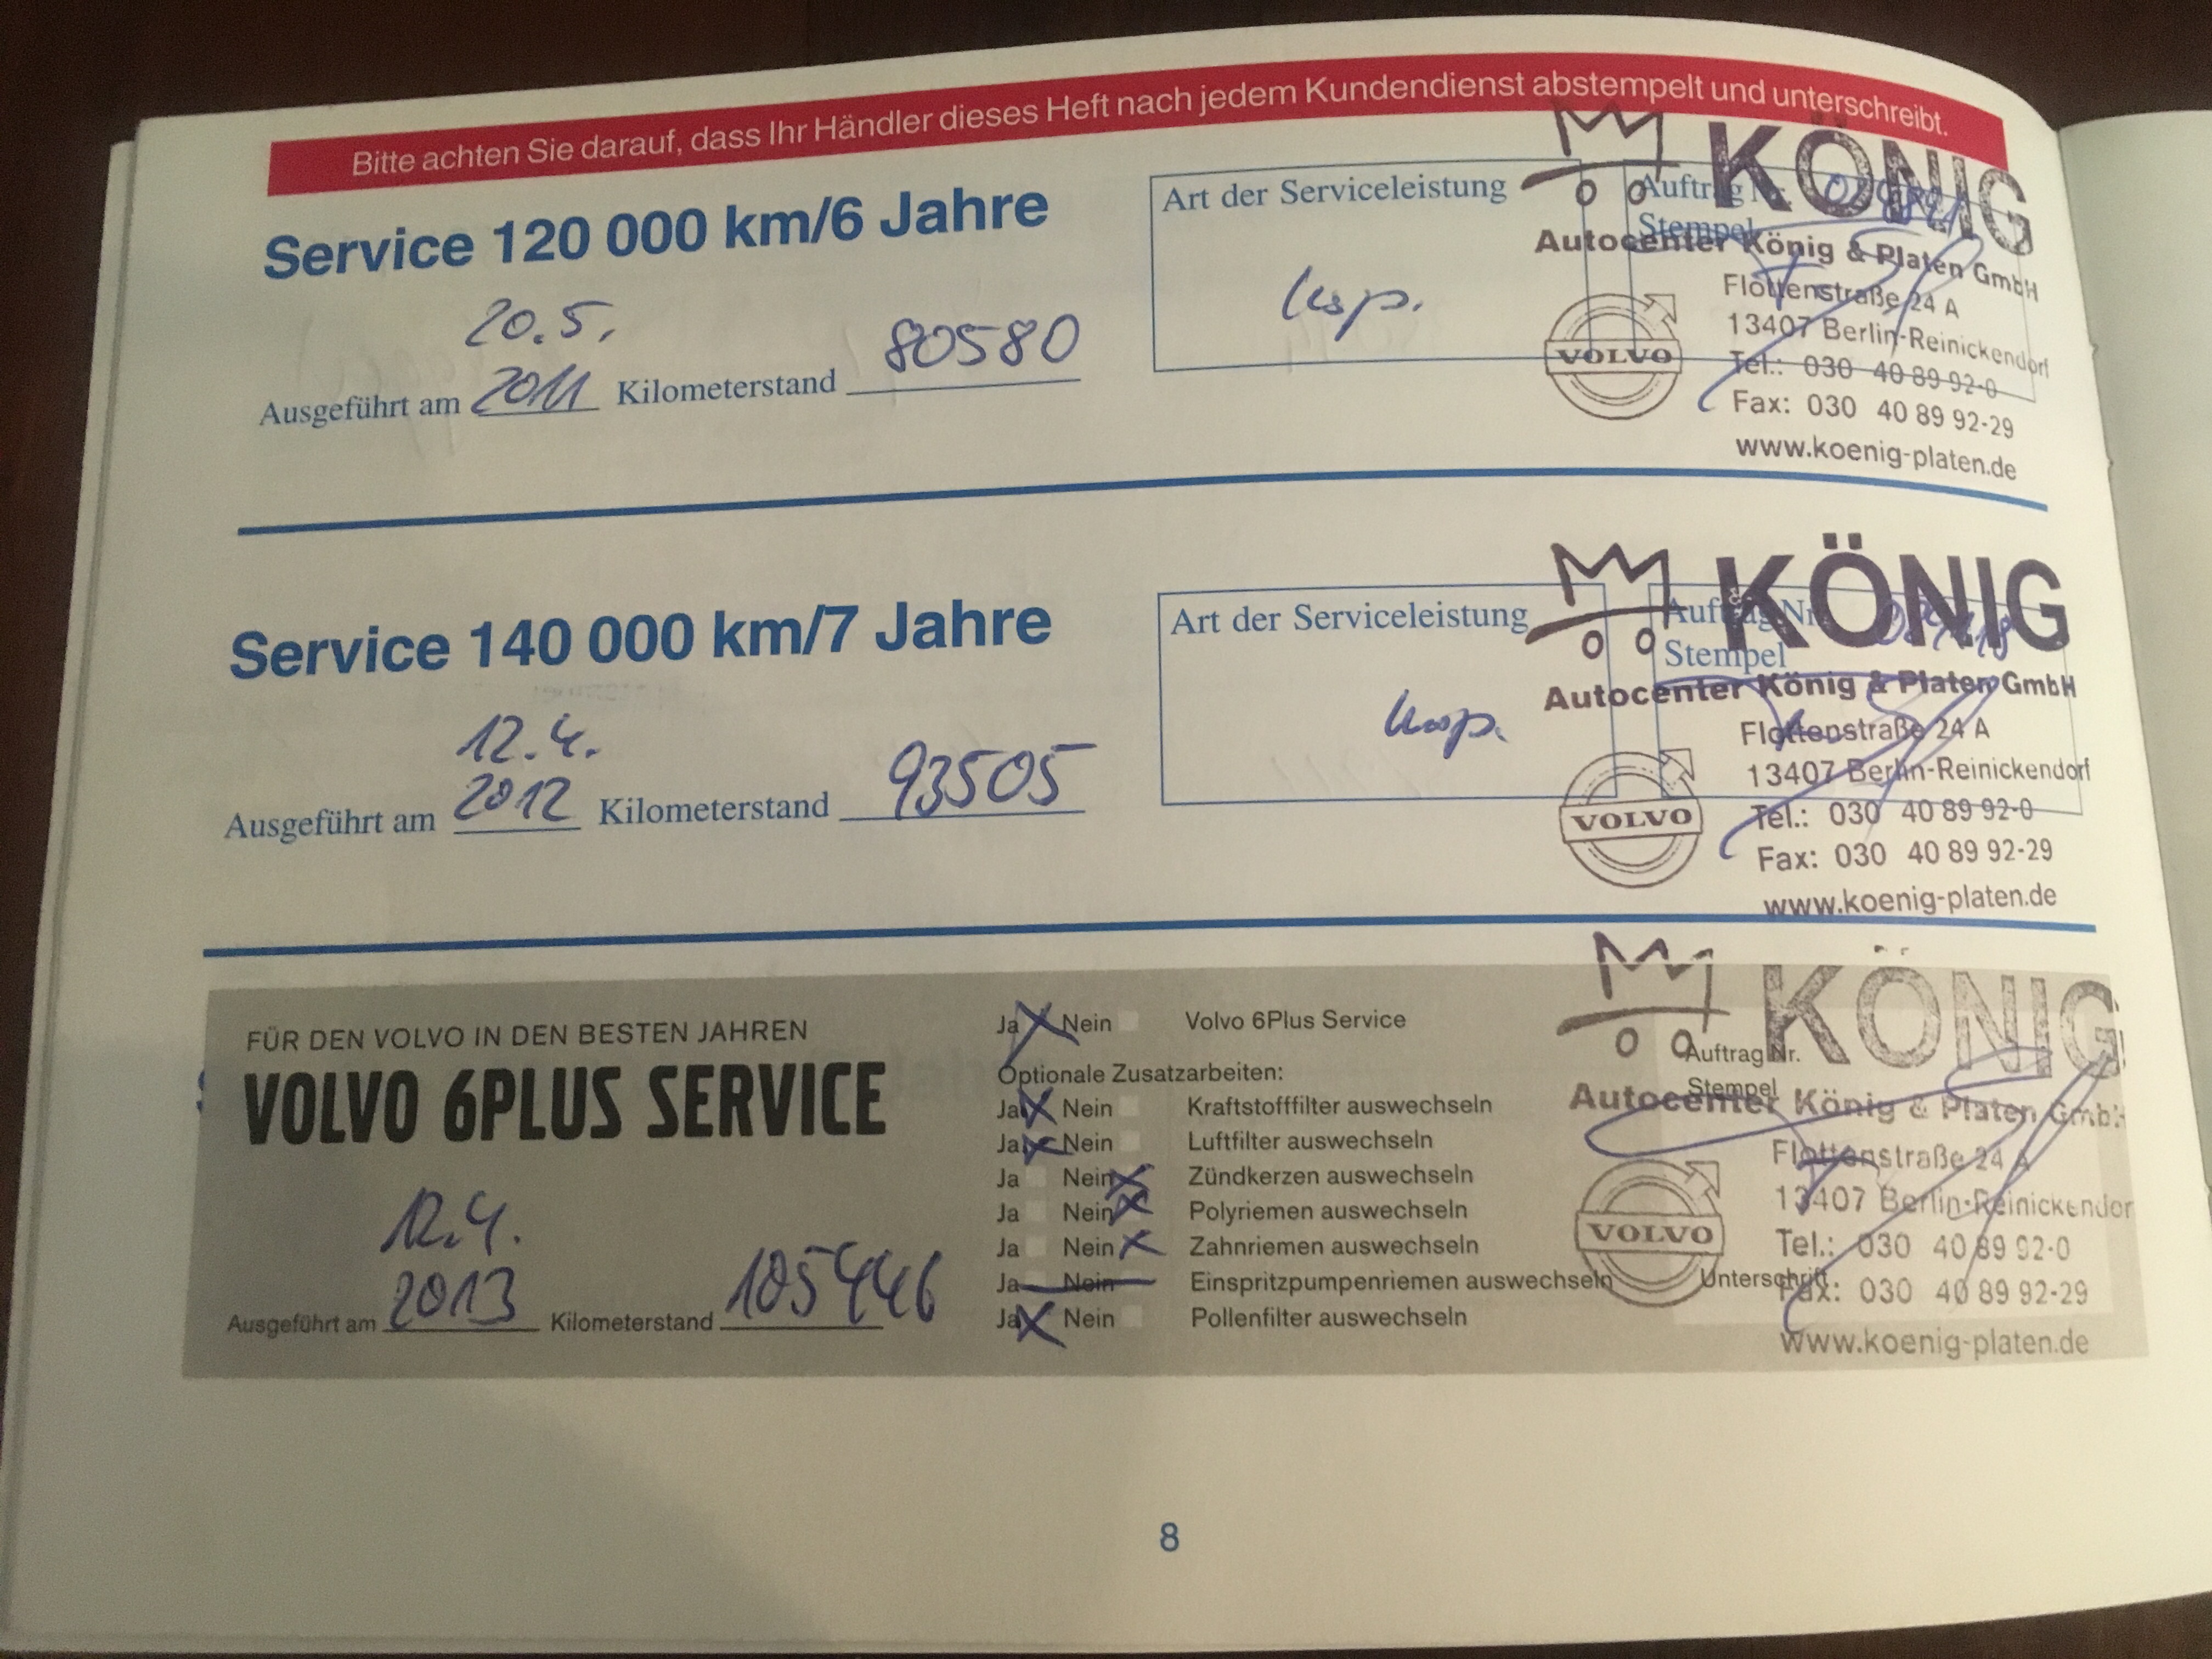 Bitte achten Sie darauf, dass Ihr Händler dieses Heft nach jedem Kundendienst abstempelt und unterschreibt.
Service 120 000 km/6 Jahre
20.5.
Ausgeführt am 2011 Kilometerstand 80580
Art der Serviceleistung
Insp.
Auftrag Nr.
Stempel
KÖNIG
Autocenter König & Platen GmbH
Flottenstraße 24 A
13407 Berlin-Reinickendorf
VOLVO
Tel.: 030 40 89 92-0
Fax: 030 40 89 92-29
www.koenig-platen.de
Service 140 000 km/7 Jahre
12.4.
Ausgeführt am 2012 Kilometerstand 93505
Art der Serviceleistung
Insp.
Auftrag Nr.
Stempel
KÖNIG
Autocenter König & Platen GmbH
Flottenstraße 24 A
13407 Berlin-Reinickendorf
VOLVO
Tel.: 030 40 89 92-0
Fax: 030 40 89 92-29
www.koenig-platen.de
FÜR DEN VOLVO IN DEN BESTEN JAHREN
VOLVO 6PLUS SERVICE
12.4.
Ausgeführt am 2013 Kilometerstand 105446
Ja Nein Volvo 6Plus Service
Optionale Zusatzarbeiten:
Ja Nein Kraftstofffilter auswechseln
Ja Nein Luftfilter auswechseln
Ja Nein Zündkerzen auswechseln
Ja Nein Polyriemen auswechseln
Ja Nein Zahnriemen auswechseln
Ja Nein Einspritzpumpenriemen auswechseln
Ja Nein Pollenfilter auswechseln
Auftrag Nr.
Stempel
Unterschrift:
KÖNIG
Autocenter König & Platen GmbH
Flottenstraße 24 A
13407 Berlin-Reinickendor
VOLVO
Tel.: 030 40 89 92-0
Fax: 030 40 89 92-29
www.koenig-platen.de
8